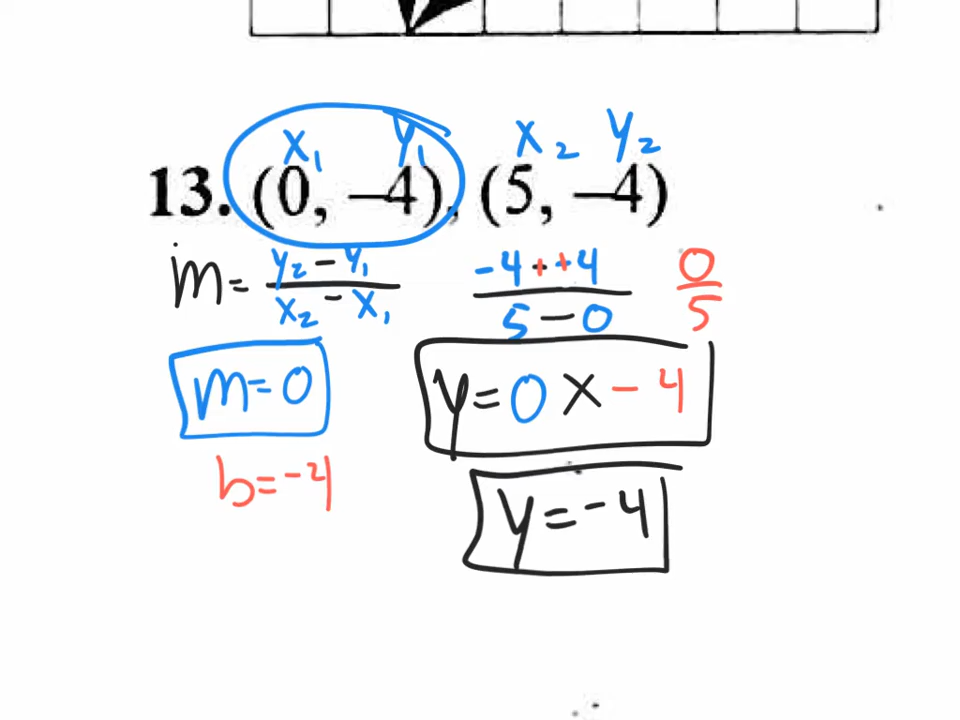 x₁ y₁ x₂ y₂
13. (0, –4), (5, –4)
m = y₂ - y₁ / x₂ - x₁ -4 + +4 / 5 - 0 0/5
m = 0 y = 0x - 4
b = -4 y = -4